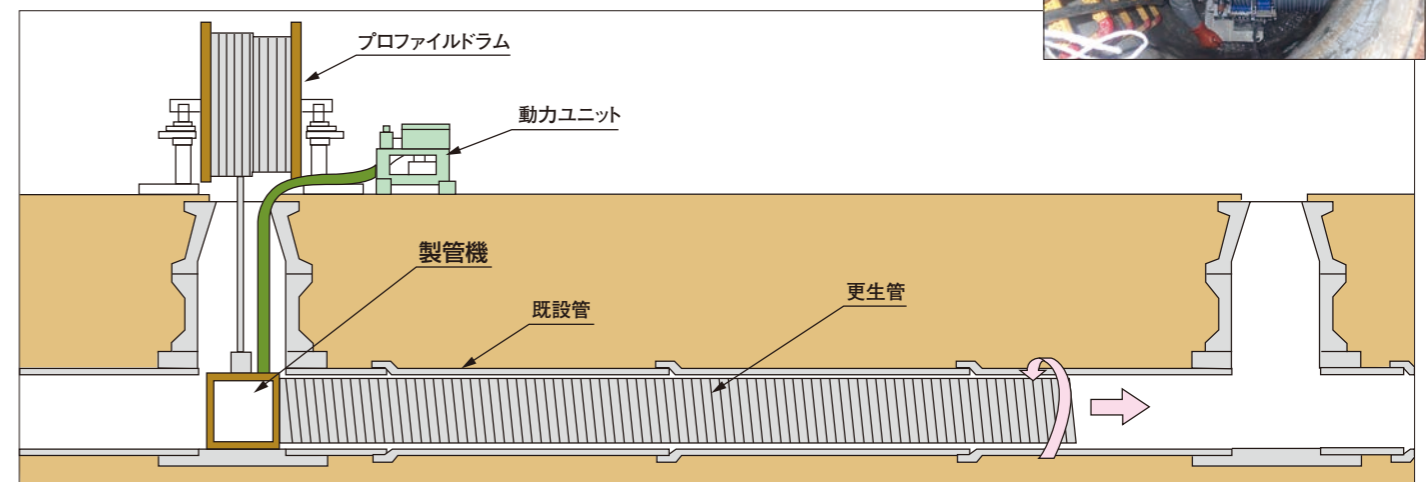 プロファイルドラム
動力ユニット
製管機
既設管
更生管